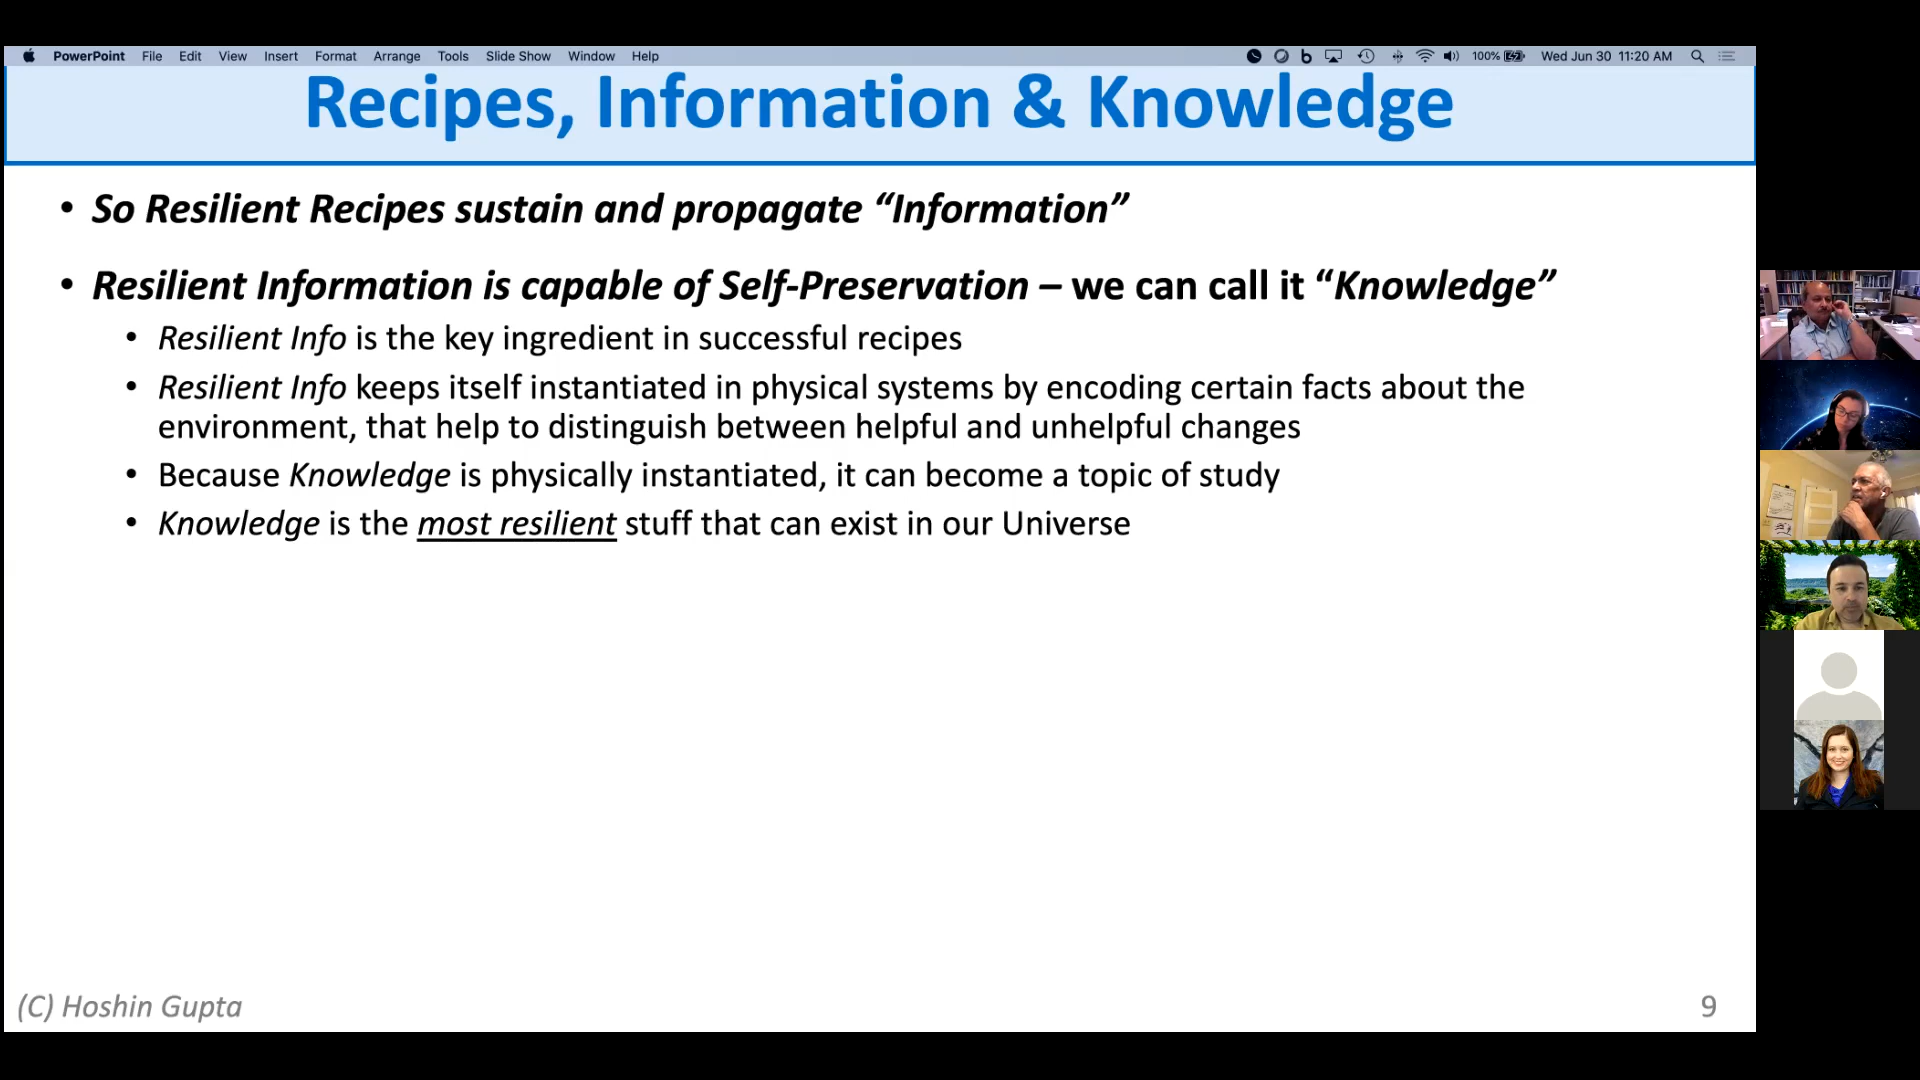 PowerPoint File Edit View Insert Format Arrange Tools Slide Show Window Help 100% Wed Jun 30 11:20 AM
Recipes, Information & Knowledge
• So Resilient Recipes sustain and propagate “Information”
• Resilient Information is capable of Self-Preservation – we can call it “Knowledge”
• Resilient Info is the key ingredient in successful recipes
• Resilient Info keeps itself instantiated in physical systems by encoding certain facts about the
environment, that help to distinguish between helpful and unhelpful changes
• Because Knowledge is physically instantiated, it can become a topic of study
• Knowledge is the most resilient stuff that can exist in our Universe
(C) Hoshin Gupta
9